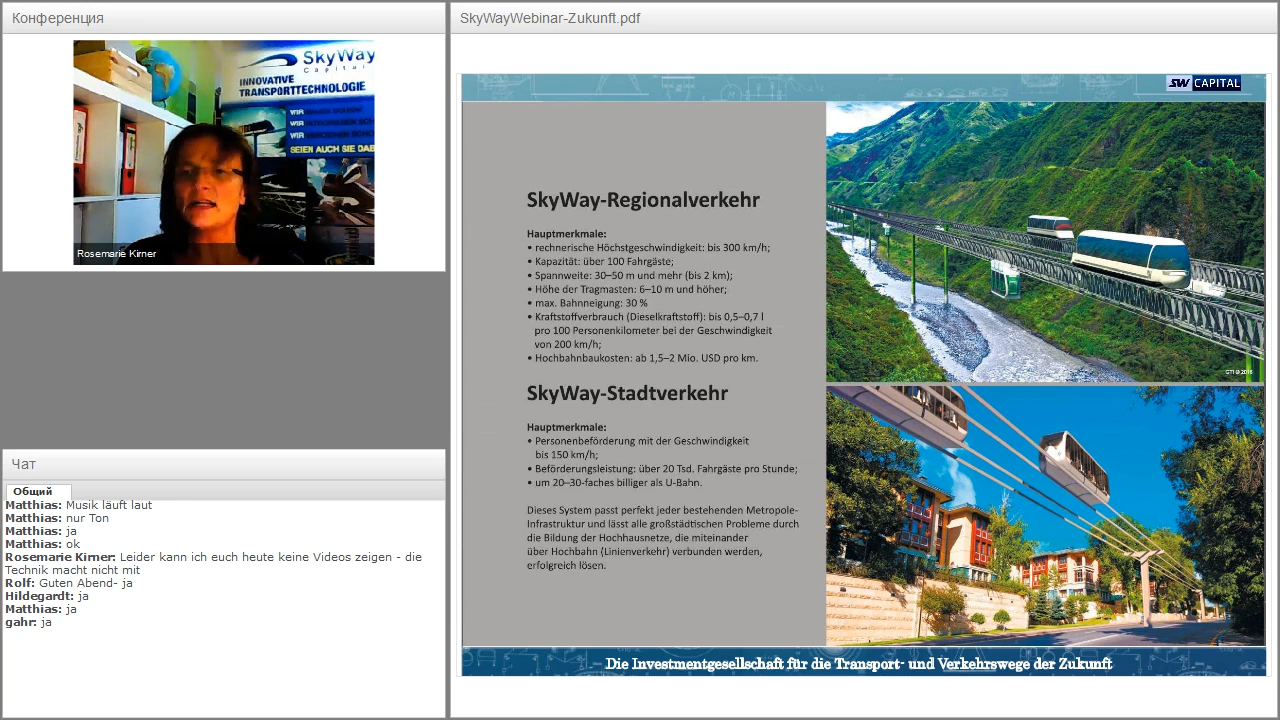 Конференция
SkyWay
Capital
INNOVATIVE
TRANSPORTTECHNOLOGIE
WIR
WIR
WIR
SEIEN AUCH SIE DAB
Rosemarie Kirner
Чат
Общий
Matthias: Musik läuft laut
Matthias: nur Ton
Matthias: ja
Matthias: ok
Rosemarie Kirner: Leider kann ich euch heute keine Videos zeigen - die
Technik macht nicht mit
Rolf: Guten Abend- ja
Hildegardt: ja
Matthias: ja
gahr: ja
SkyWayWebinar-Zukunft.pdf
SW CAPITAL
SkyWay-Regionalverkehr
Hauptmerkmale:
• rechnerische Höchstgeschwindigkeit: bis 300 km/h;
• Kapazität: über 100 Fahrgäste;
• Spannweite: 30–50 m und mehr (bis 2 km);
• Höhe der Tragmasten: 6–10 m und höher;
• max. Bahnneigung: 30 %
• Kraftstoffverbrauch (Dieselkraftstoff): bis 0,5–0,7 l
pro 100 Personenkilometer bei der Geschwindigkeit
von 200 km/h;
• Hochbahnbaukosten: ab 1,5–2 Mio. USD pro km.
GTI © 2016
SkyWay-Stadtverkehr
Hauptmerkmale:
• Personenbeförderung mit der Geschwindigkeit
bis 150 km/h;
• Beförderungsleistung: über 20 Tsd. Fahrgäste pro Stunde;
• um 20–30-faches billiger als U-Bahn.
Dieses System passt perfekt jeder bestehenden Metropole-
Infrastruktur und lässt alle großstädtischen Probleme durch
die Bildung der Hochhausnetze, die miteinander
über Hochbahn (Linienverkehr) verbunden werden,
erfolgreich lösen.
Die Investmentgesellschaft für die Transport- und Verkehrswege der Zukunft